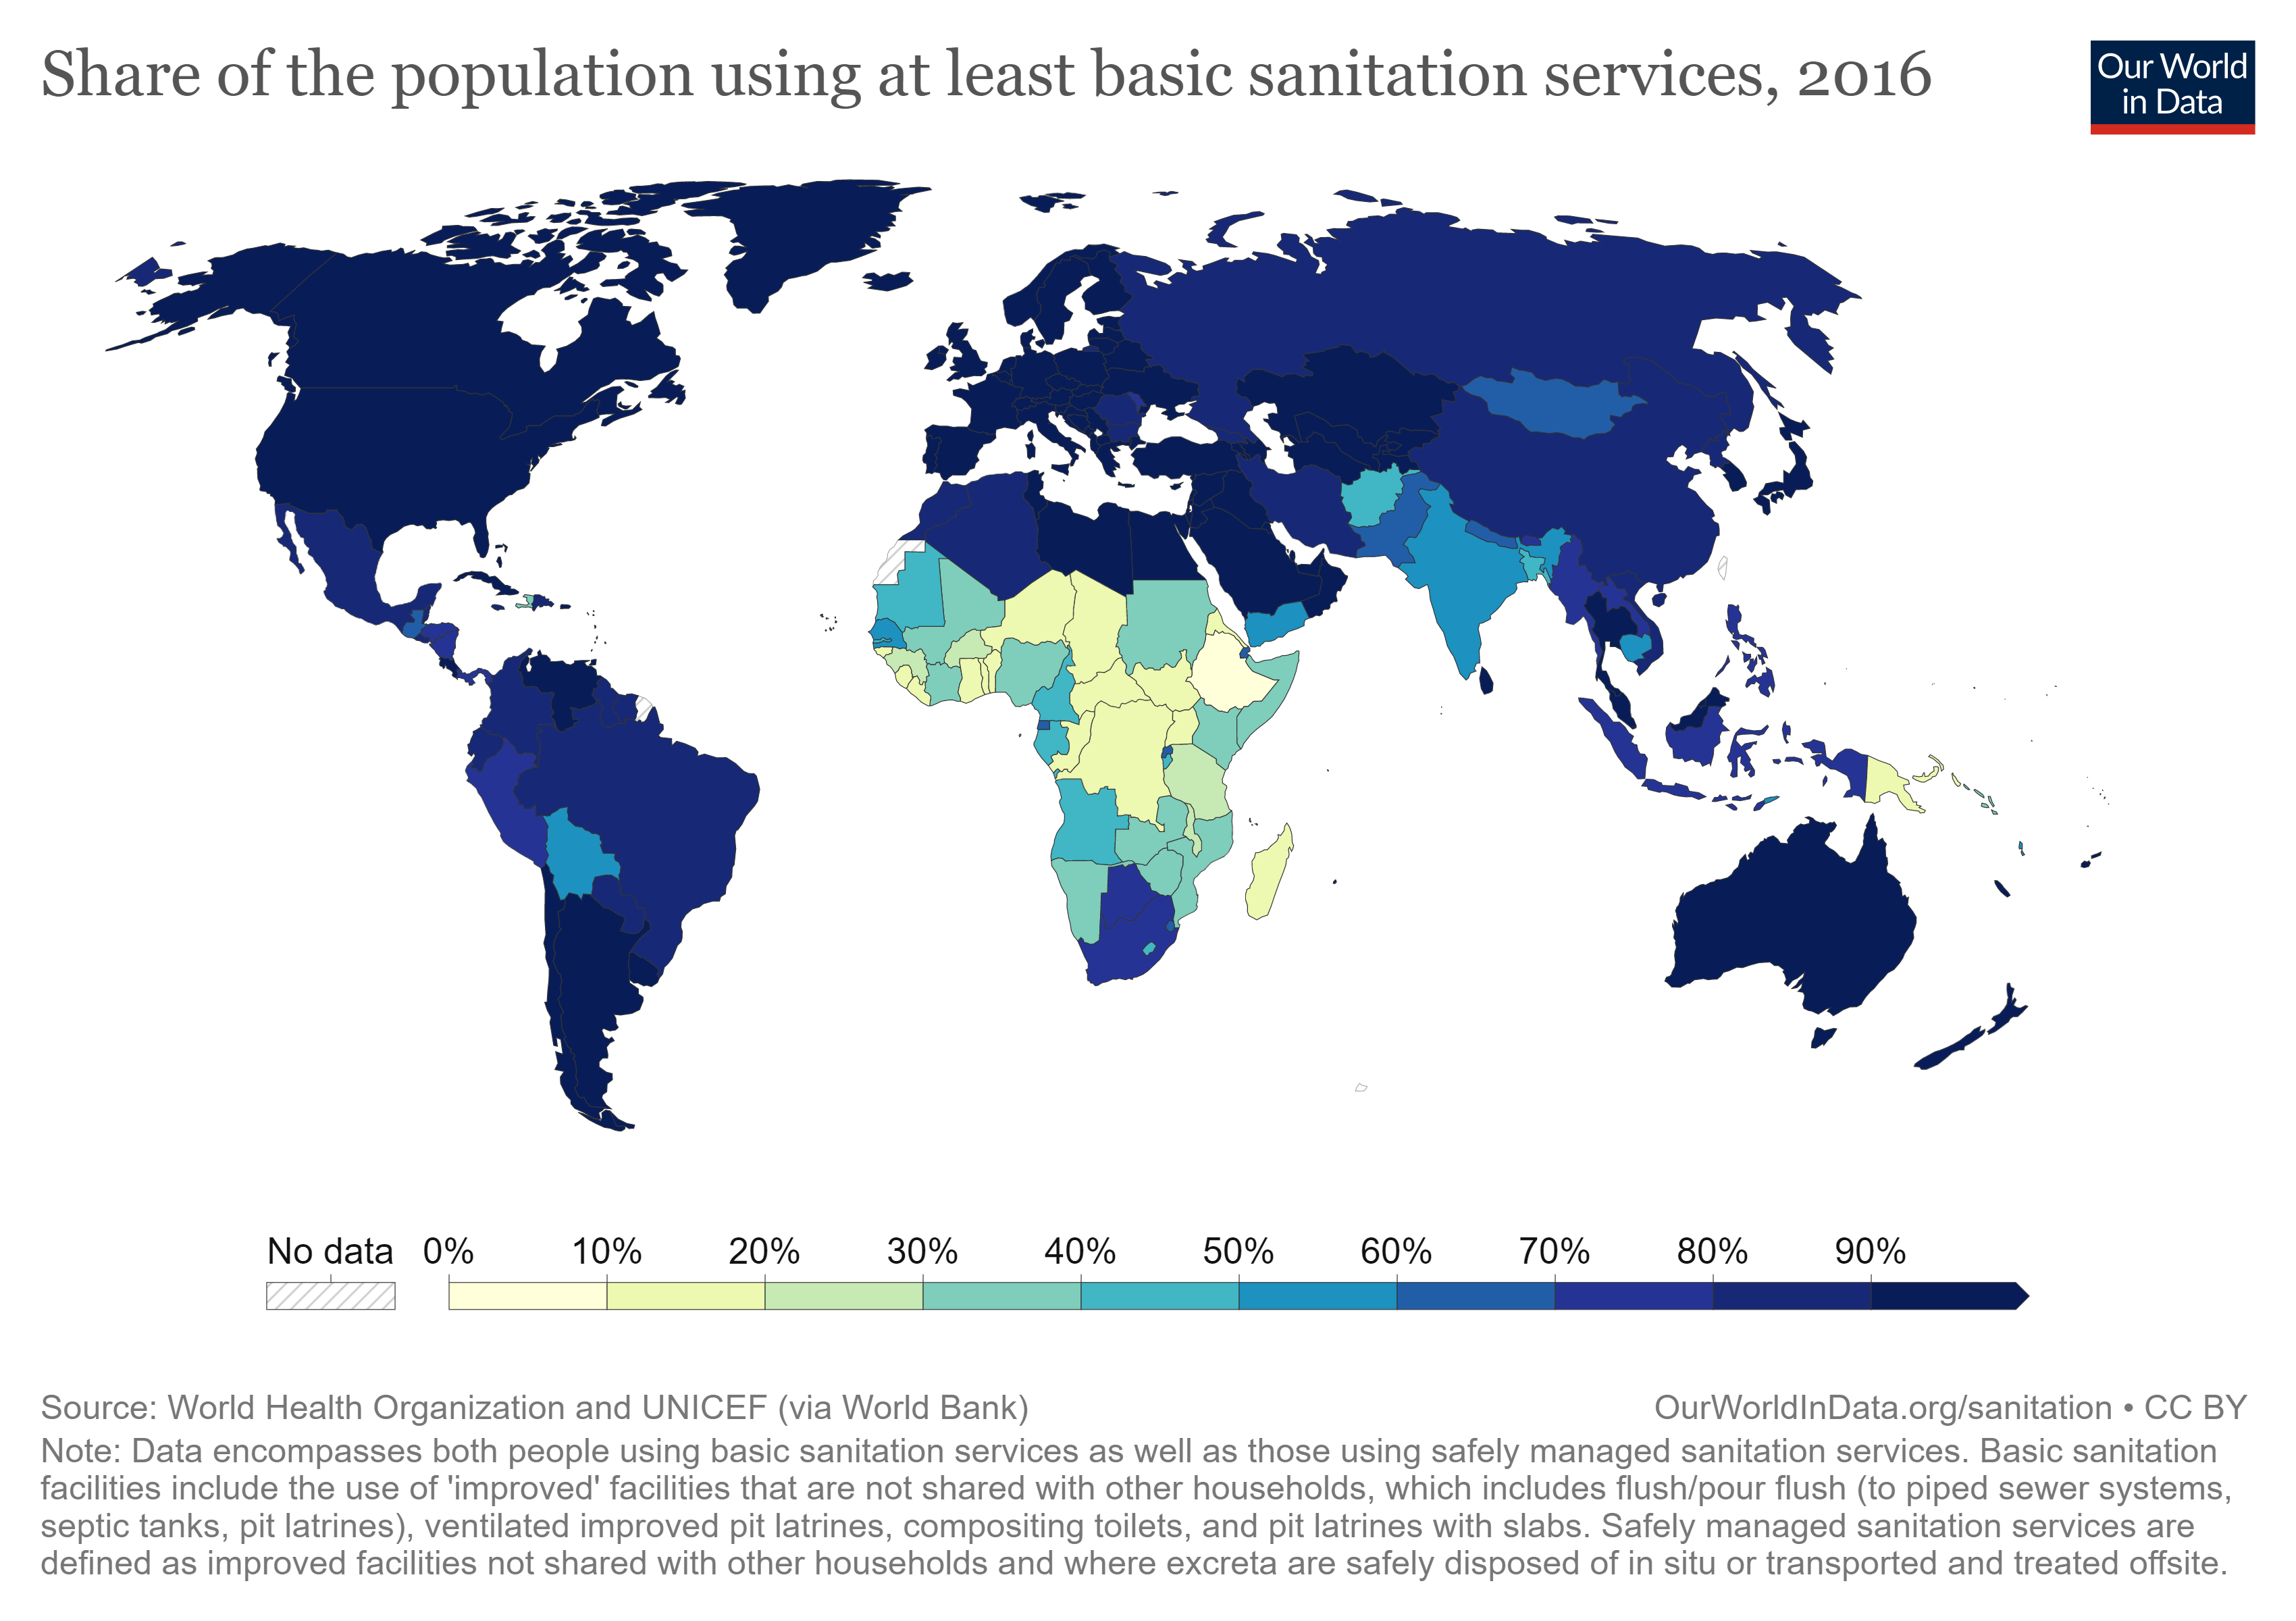 Share of the population using at least basic sanitation services, 2016
Our World
in Data
No data
0%
10%
20%
30%
40%
50%
60%
70%
80%
90%
Source: World Health Organization and UNICEF (via World Bank)
OurWorldInData.org/sanitation • CC BY
Note: Data encompasses both people using basic sanitation services as well as those using safely managed sanitation services. Basic sanitation
facilities include the use of 'improved' facilities that are not shared with other households, which includes flush/pour flush (to piped sewer systems,
septic tanks, pit latrines), ventilated improved pit latrines, compositing toilets, and pit latrines with slabs. Safely managed sanitation services are
defined as improved facilities not shared with other households and where excreta are safely disposed of in situ or transported and treated offsite.